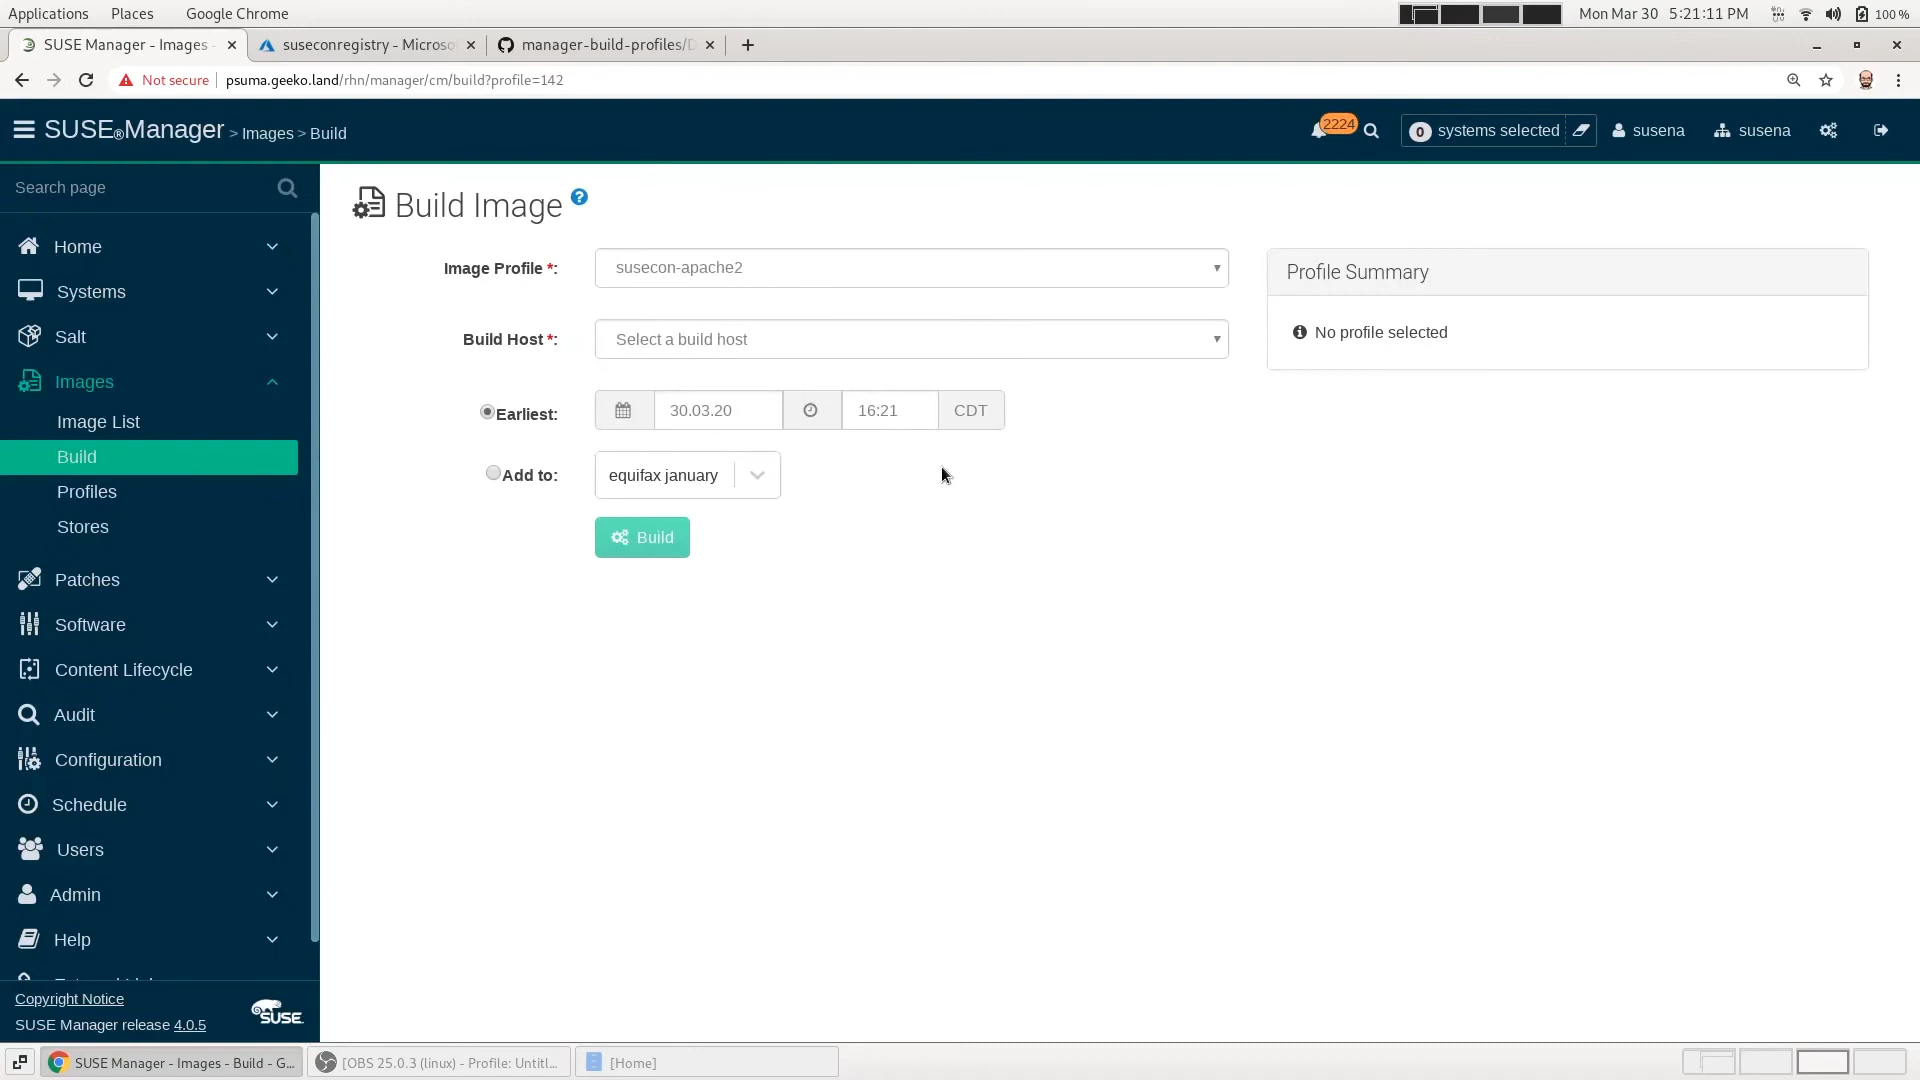 Applications Places Google Chrome
Mon Mar 30 5:21:11 PM 100 %
SUSE Manager - Images -
suseconregistry - Microso
manager-build-profiles/D
Not secure psuma.geeko.land/rhn/manager/cm/build?profile=142
SUSE®Manager > Images > Build
2224
0 systems selected
susena
susena
Search page
Home
Systems
Salt
Images
Image List
Build
Profiles
Stores
Patches
Software
Content Lifecycle
Audit
Configuration
Schedule
Users
Admin
Help
Copyright Notice
SUSE Manager release 4.0.5
SUSE
Build Image ?
Image Profile *: susecon-apache2
Build Host *: Select a build host
Earliest: 30.03.20 16:21 CDT
Add to: equifax january
Build
Profile Summary
No profile selected
SUSE Manager - Images - Build - G...
[OBS 25.0.3 (linux) - Profile: Untitl...
[Home]